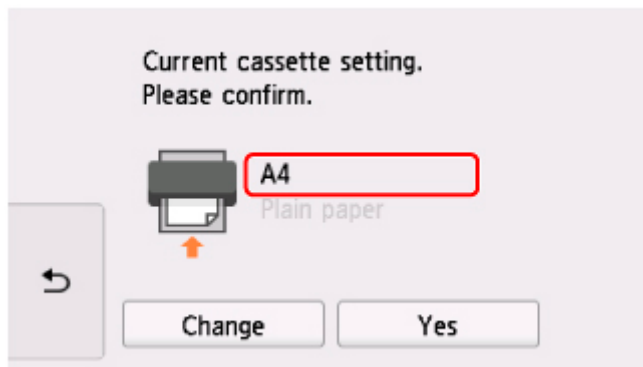 Current cassette setting.
Please confirm.
A4
Plain paper
Change
Yes